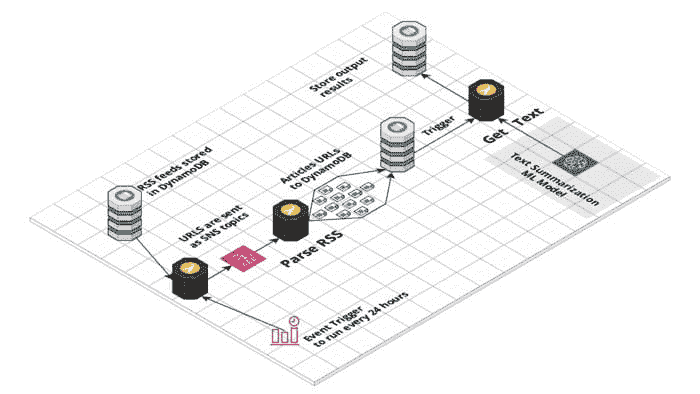 Store output
results
Trigger
Get Text
Text Summarization
ML Model
Articles URLs
to DynamoDB
RSS feeds stored
in DynamoDB
URLS are sent
as SNS topics
Parse RSS
Event Trigger
to run every 24 hours